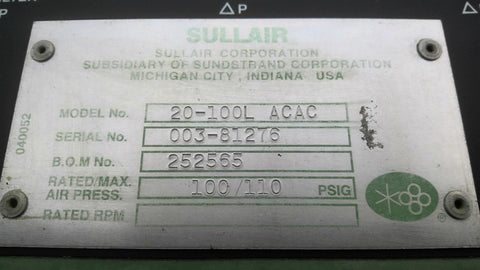 △P
△P
SULLAIR
SULLAIR CORPORATION
SUBSIDIARY OF SUNDSTRAND CORPORATION
MICHIGAN CITY, INDIANA USA
MODEL No. 20-100L ACAC
SERIAL No. 003-81276
B.O.M No. 252565
RATED/MAX. AIR PRESS. 100/110 PSIG
RATED RPM
040052
®